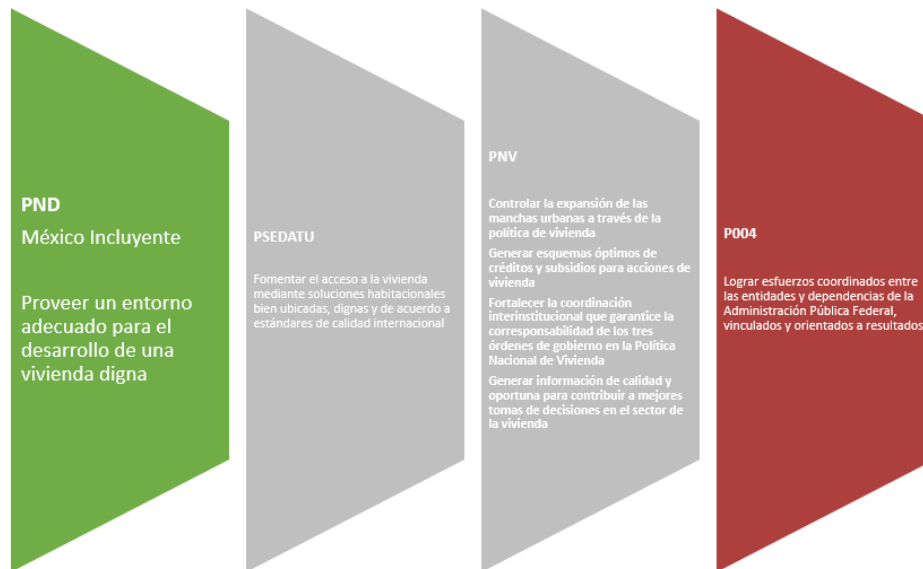 PND
México Incluyente
Proveer un entorno
adecuado para el
desarrollo de una
vivienda digna
PSEDATU
Fomentar el acceso a la vivienda
mediante soluciones habitacionales
bien ubicadas, dignas y de acuerdo a
estándares de calidad internacional
PNV
Controlar la expansión de las
manchas urbanas a través de la
política de vivienda
Generar esquemas óptimos de
créditos y subsidios para acciones de
vivienda
Fortalecer la coordinación
interinstitucional que garantice la
corresponsabilidad de los tres
órdenes de gobierno en la Política
Nacional de Vivienda
Generar información de calidad y
oportuna para contribuir a mejores
tomas de decisiones en el sector de
la vivienda
P004
Lograr esfuerzos coordinados entre
las entidades y dependencias de la
Administración Pública Federal,
vinculados y orientados a resultados